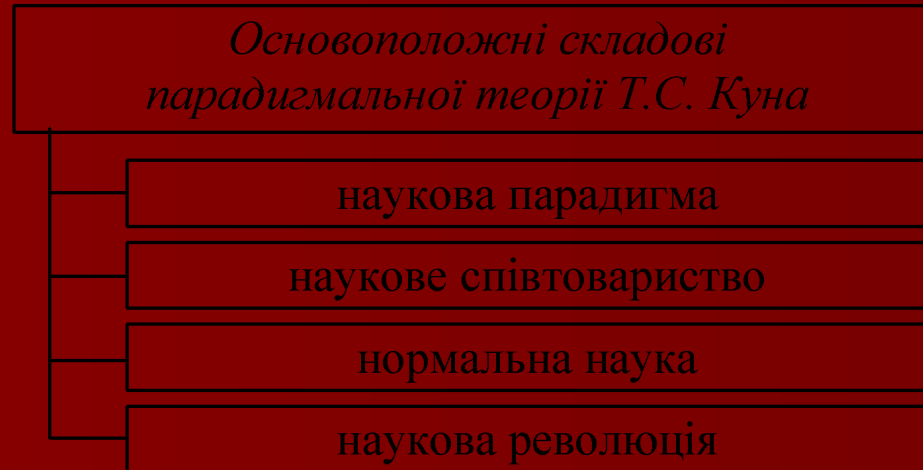 Основоположні складові
парадигмальної теорії Т.С. Куна
наукова парадигма
наукове співтовариство
нормальна наука
наукова революція